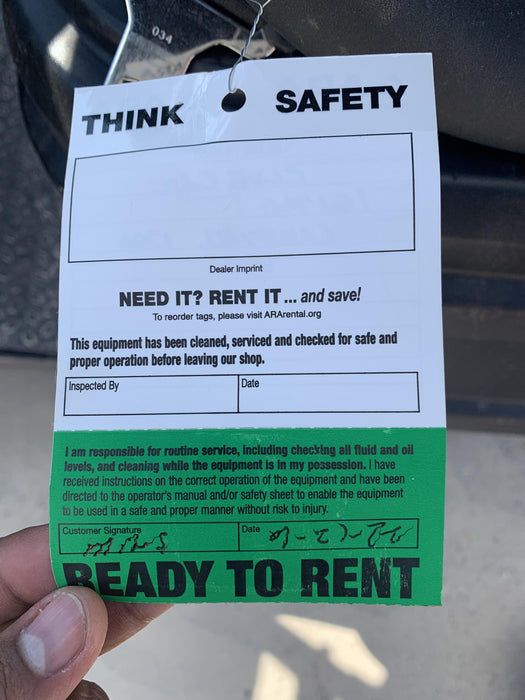 034
THINK SAFETY
Dealer Imprint
NEED IT? RENT IT ... and save!
To reorder tags, please visit ARArental.org
This equipment has been cleaned, serviced and checked for safe and
proper operation before leaving our shop.
Inspected By Date
I am responsible for routine service, including checking all fluid and oil
levels, and cleaning while the equipment is in my possession. I have
received instructions on the correct operation of the equipment and have been
directed to the operator's manual and/or safety sheet to enable the equipment
to be used in a safe and proper manner without risk to injury.
Customer Signature Date
READY TO RENT